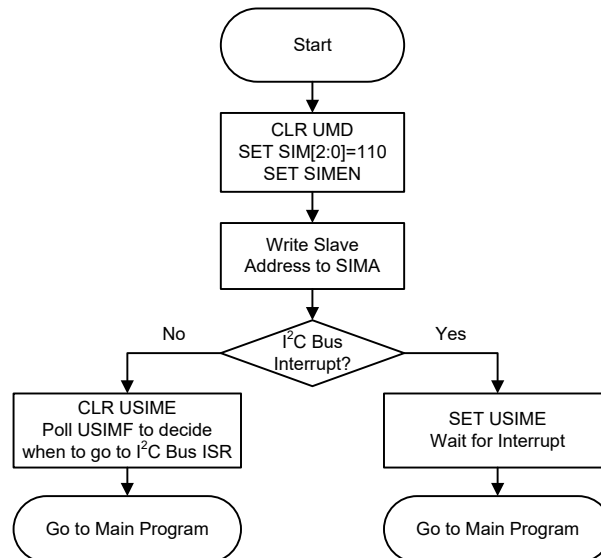 Start
CLR UMD
SET SIM[2:0]=110
SET SIMEN
Write Slave
Address to SIMA
No
I²C Bus
Interrupt?
Yes
CLR USIME
Poll USIMF to decide
when to go to I²C Bus ISR
SET USIME
Wait for Interrupt
Go to Main Program
Go to Main Program